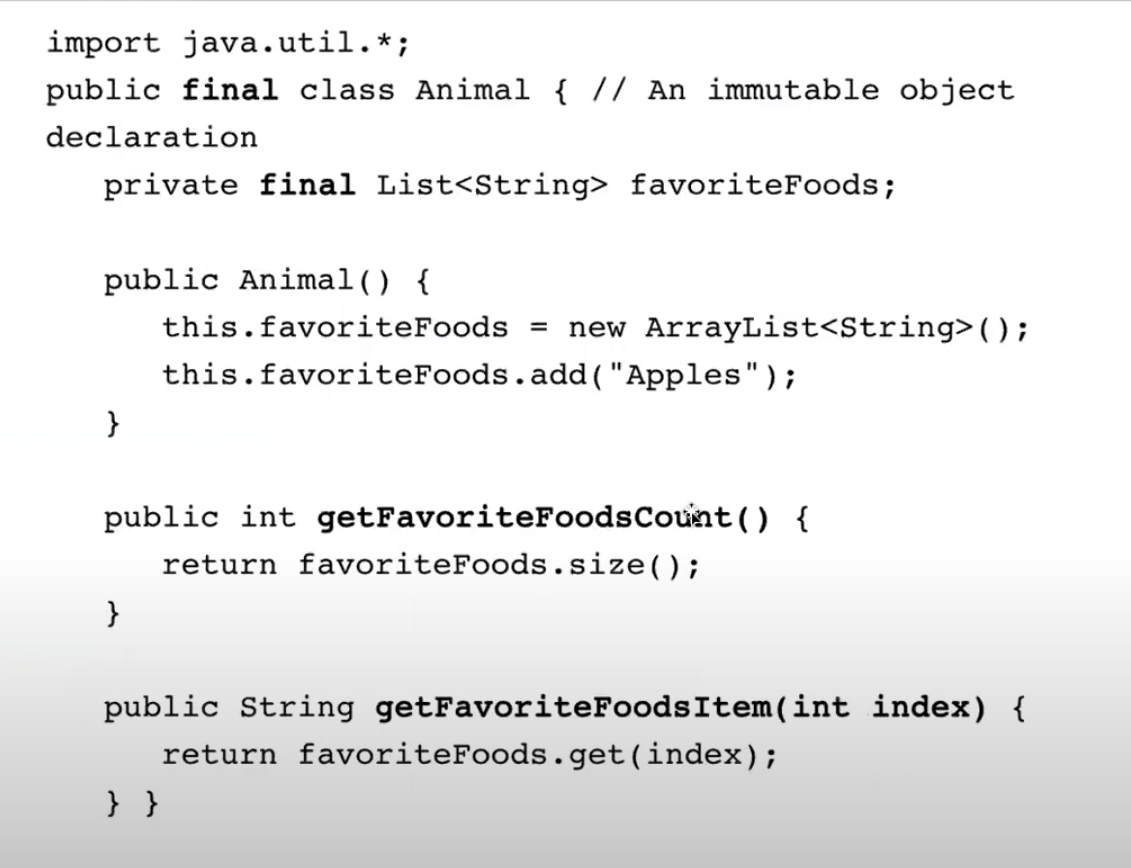 import java.util.*;
public final class Animal { // An immutable object
declaration
private final List<String> favoriteFoods;
public Animal() {
this.favoriteFoods = new ArrayList<String>();
this.favoriteFoods.add("Apples");
}
public int getFavoriteFoodsCount() {
return favoriteFoods.size();
}
public String getFavoriteFoodsItem(int index) {
return favoriteFoods.get(index);
} }